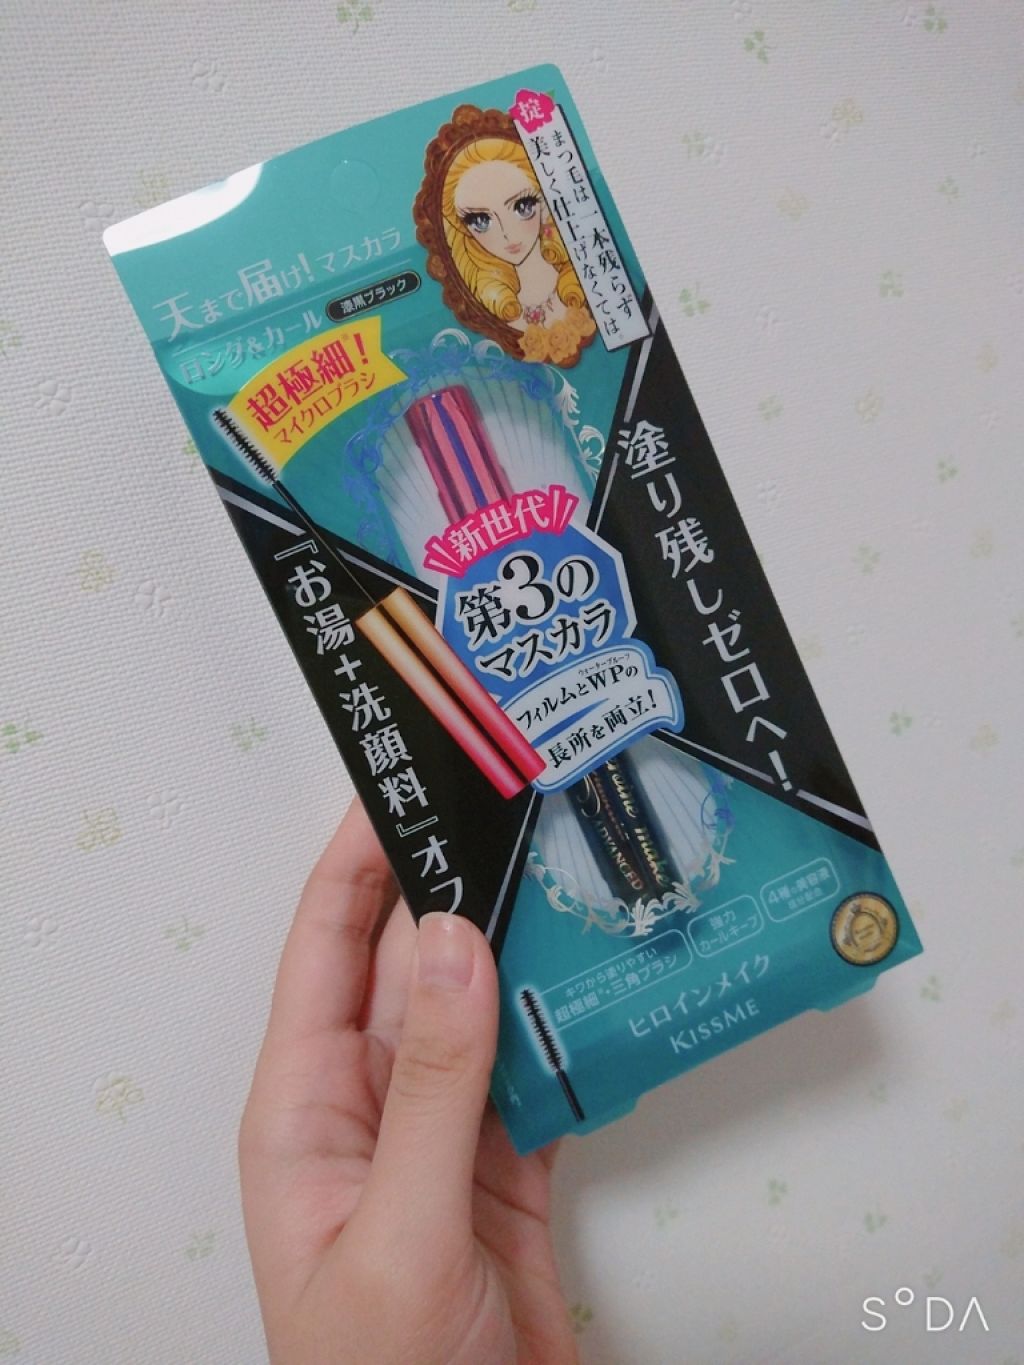 掟
まつ毛は一本残らず
美しく仕上げなくては。
天まで届け!マスカラ
ロング&カール
漆黒ブラック
超極細※!
マイクロブラシ
塗り残しゼロへ!
『お湯+洗顔料』オフ
新世代※
第3の
マスカラ
ウォータープルーフ
フィルムとWPの
長所を両立!
Heroine make
ADVANCED
強力
カールキープ
4種の美容液
成分配合
キワから塗りやすい
超極細※・三角ブラシ
ヒロインメイク
KISSME
SODA